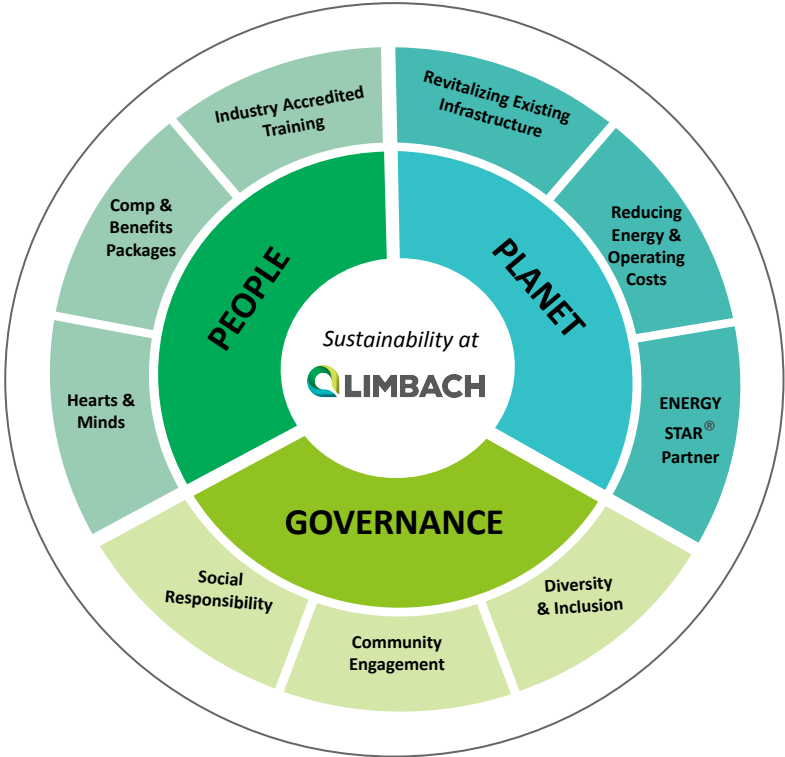 Industry Accredited
Training
Revitalizing Existing
Infrastructure
Comp &
Benefits
Packages
Reducing
Energy &
Operating
Costs
PEOPLE
PLANET
Sustainability at
LIMBACH
Hearts &
Minds
ENERGY
STAR®
Partner
GOVERNANCE
Social
Responsibility
Diversity
& Inclusion
Community
Engagement